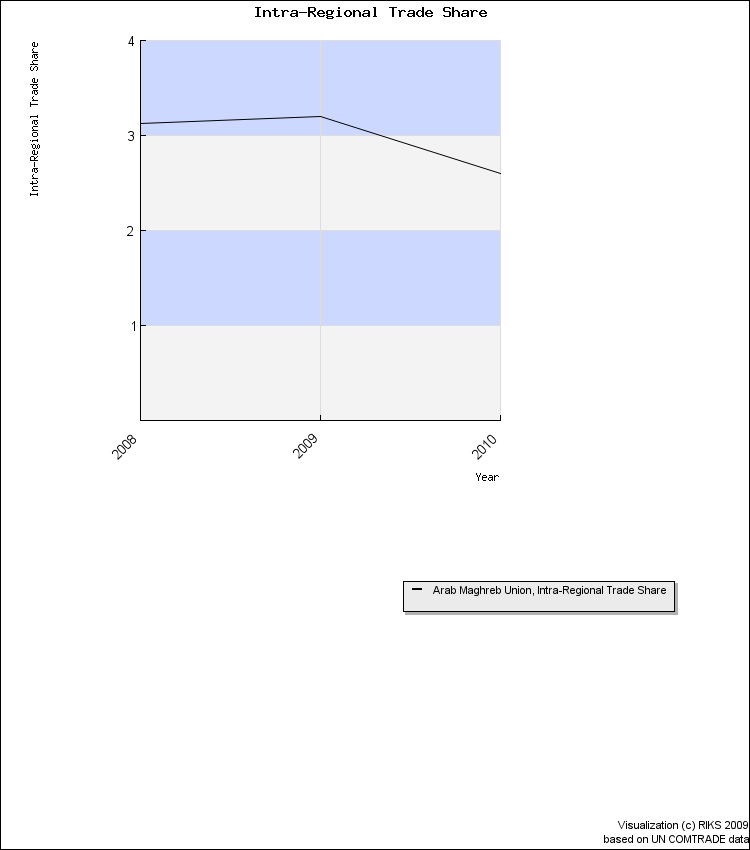 Intra-Regional Trade Share
Intra-Regional Trade Share
4
3
2
1
2008
2009
2010
Year
Arab Maghreb Union, Intra-Regional Trade Share
Visualization (c) RIKS 2009
based on UN COMTRADE data